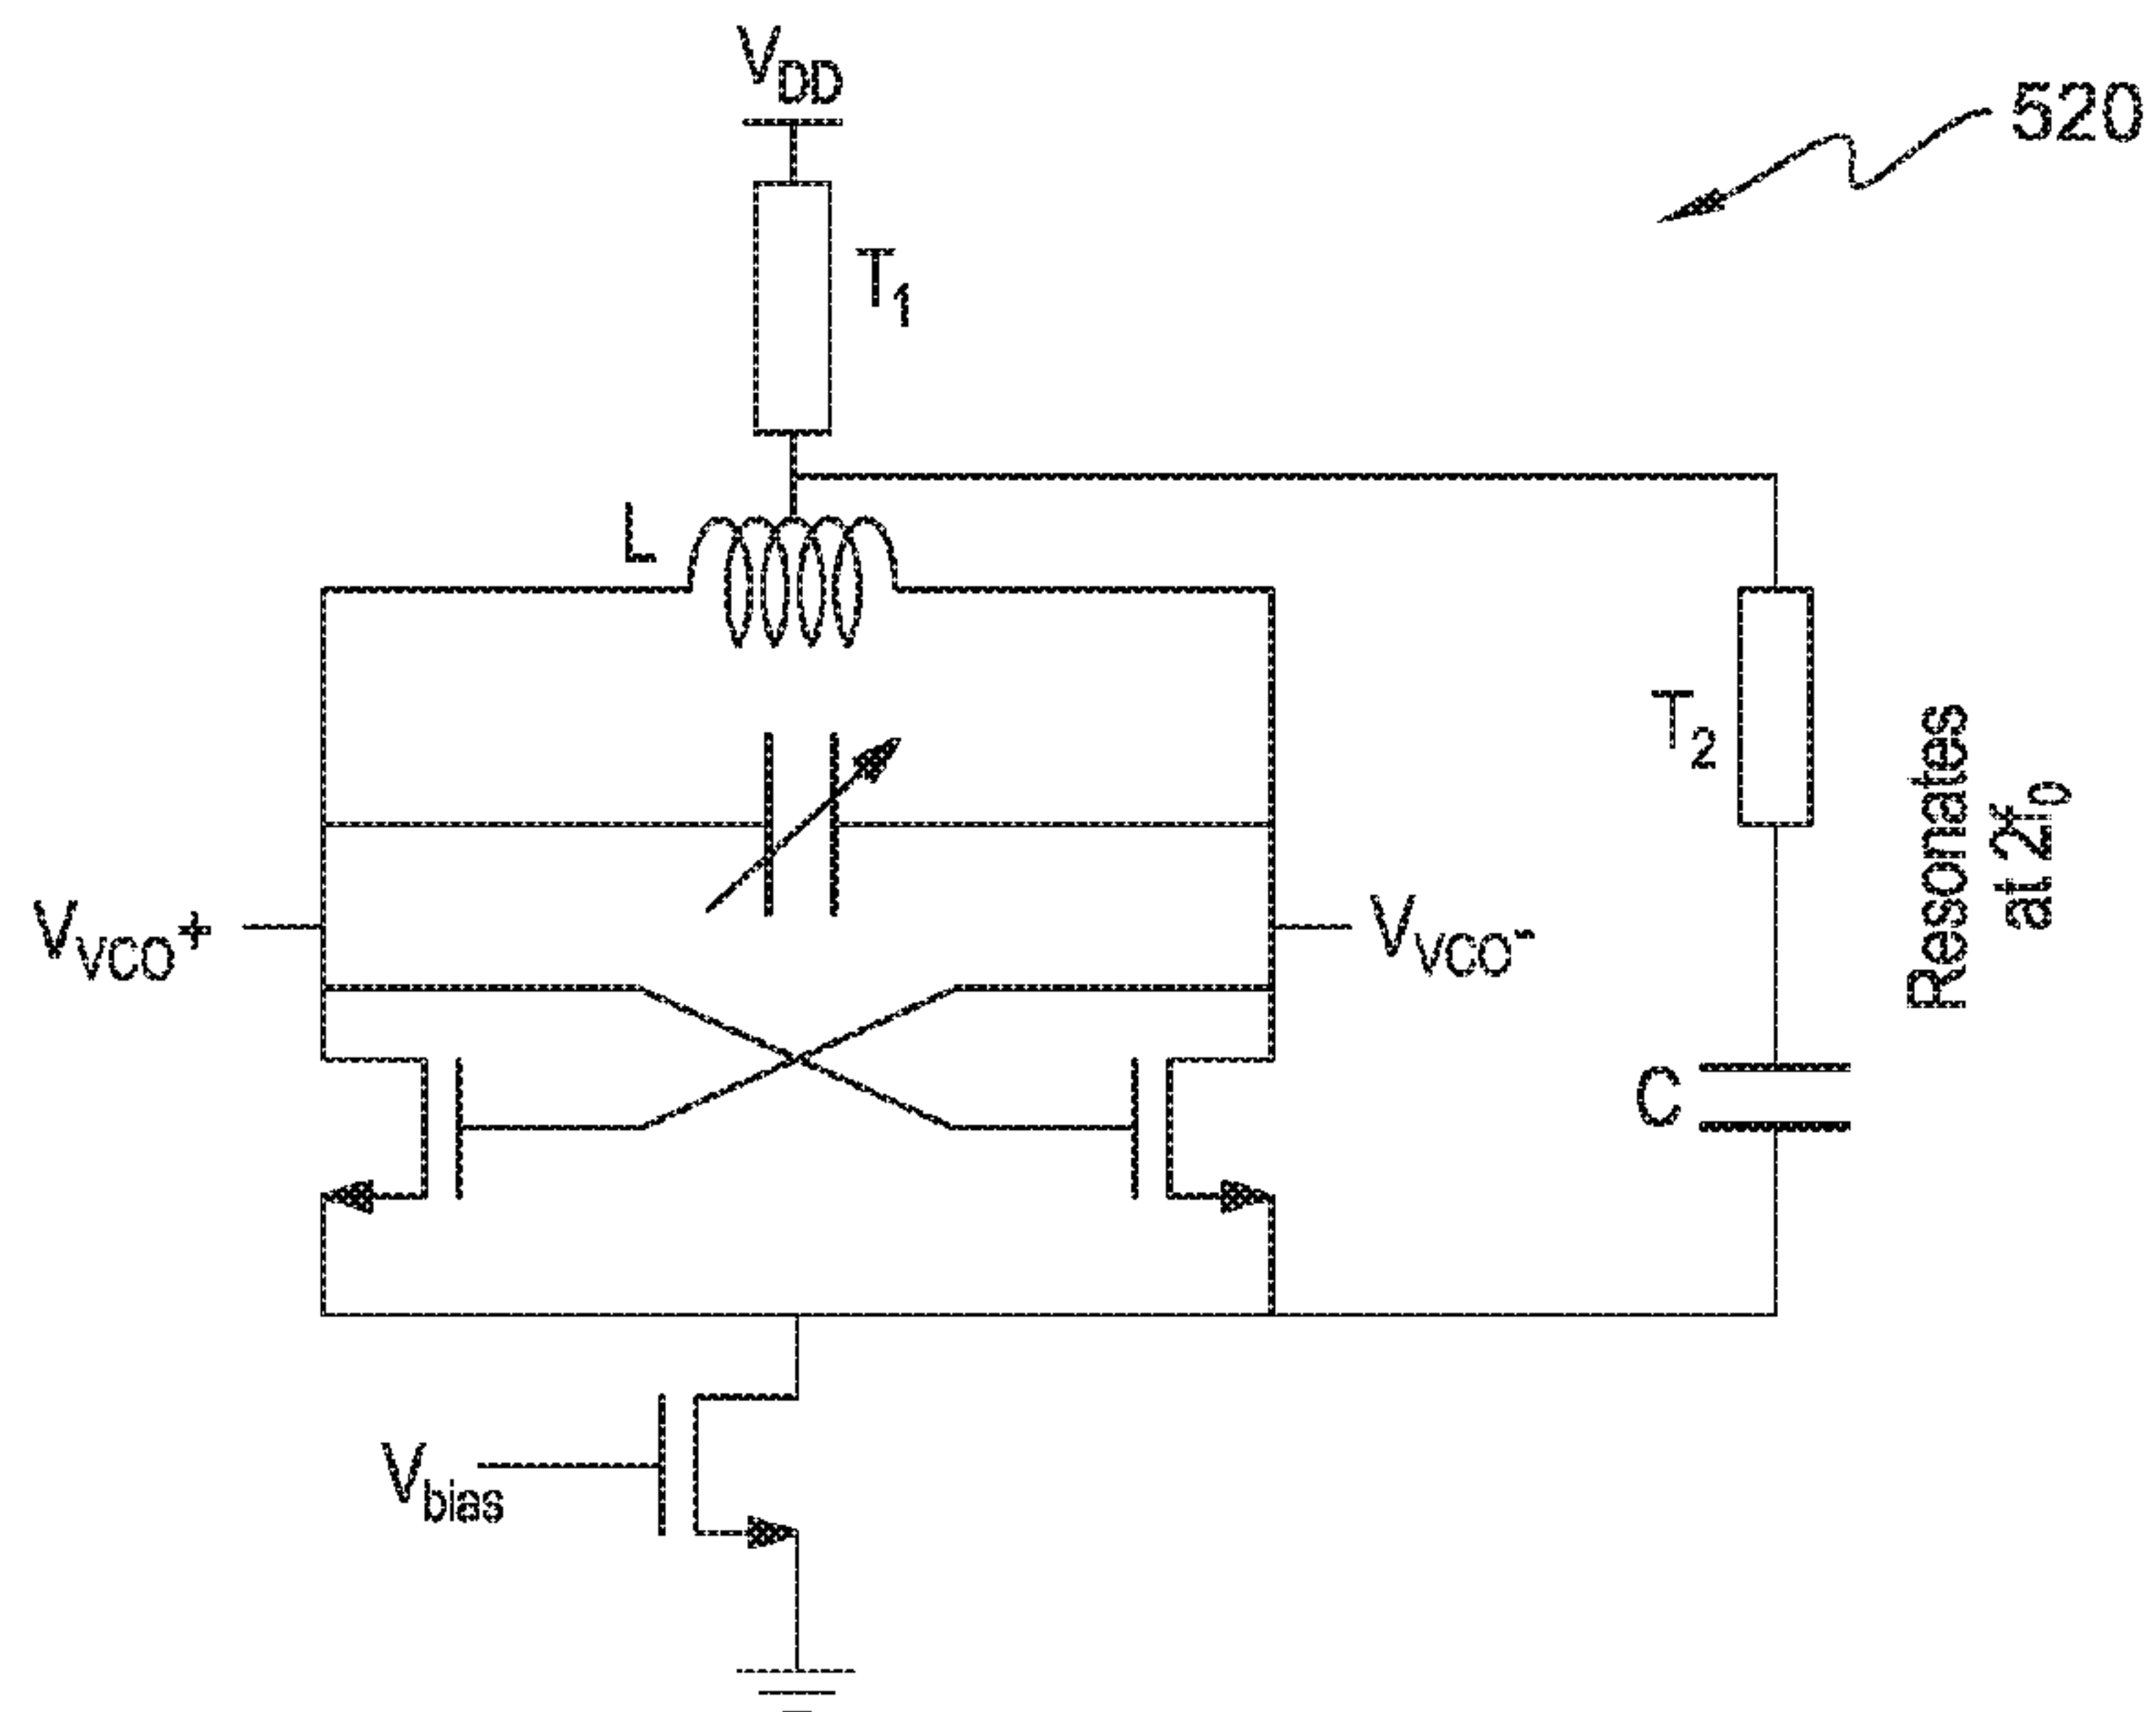 V_DD
520
T_1
L
T_2
Resonates
at 2f_0
V_VCO+
V_VCO-
C
V_bias